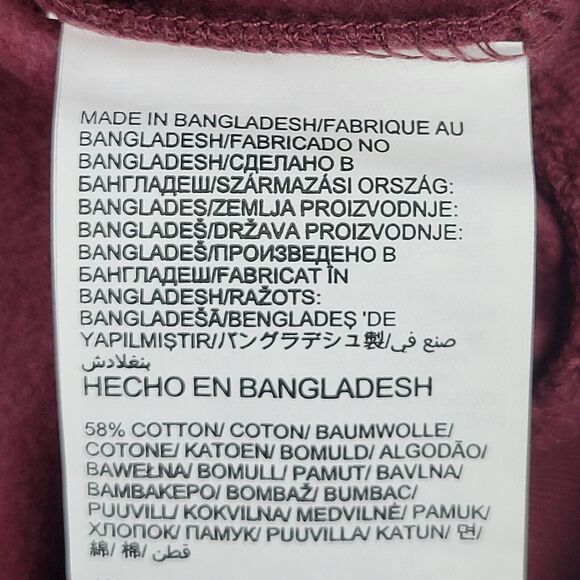 MADE IN BANGLADESH/FABRIQUE AU
BANGLADESH/FABRICADO NO
BANGLADESH/СДЕЛАНО В
БАНГЛАДЕШ/SZÁRMAZÁSI ORSZÁG:
BANGLADES/ZEMLJA PROIZVODNJE:
BANGLADEŠ/DRŽAVA PROIZVODNJE:
BANGLADEŠ/ПРОИЗВЕДЕНО В
БАНГЛАДЕШ/FABRICAT ÎN
BANGLADESH/RAŽOTS:
BANGLADEŠĀ/BENGLADEŞ 'DE
YAPILMIŞTIR/バングラデシュ製/صنع في
بنغلادش
HECHO EN BANGLADESH
58% COTTON/ COTON/ BAUMWOLLE/
COTONE/ KATOEN/ BOMULD/ ALGODÃO/
BAWEŁNA/ BOMULL/ PAMUT/ BAVLNA/
ΒΑΜΒΑΚΕΡΟ/ BOMBAŽ/ BUMBAC/
PUUVILL/ KOKVILNA/ MEDVILNĖ/ PAMUK/
ХЛОПОК/ ПАМУК/ PUUVILLA/ KATUN/ 면/
綿/ 棉/ قطن/